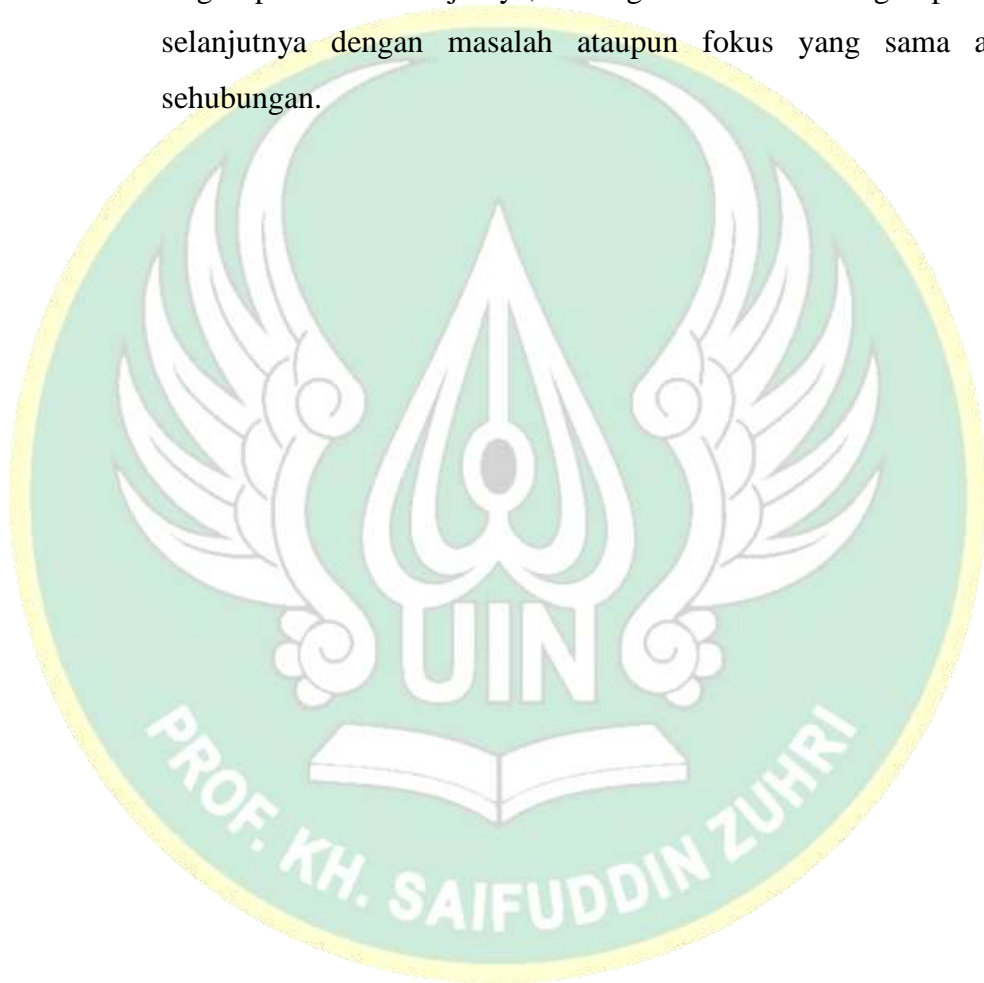 selanjutnya dengan masalah ataupun fokus yang sama
sehubungan.
UIN
PROF. KH. SAIFUDDIN ZUHRI